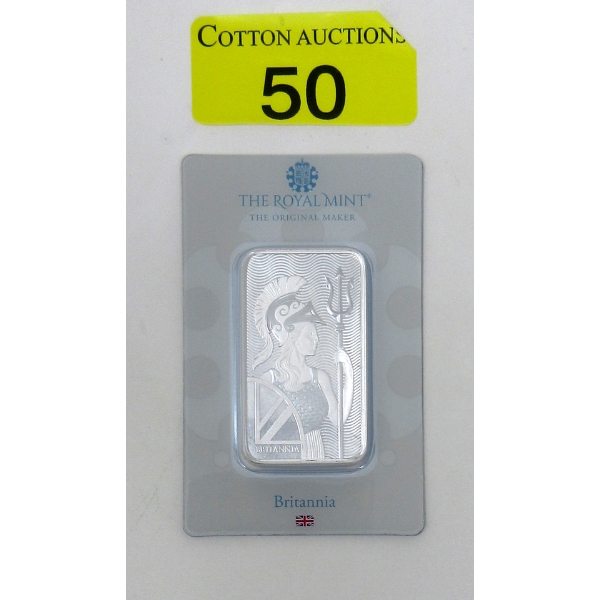 COTTON AUCTIONS
50
THE ROYAL MINT®
THE ORIGINAL MAKER
BRITANNIA
Britannia